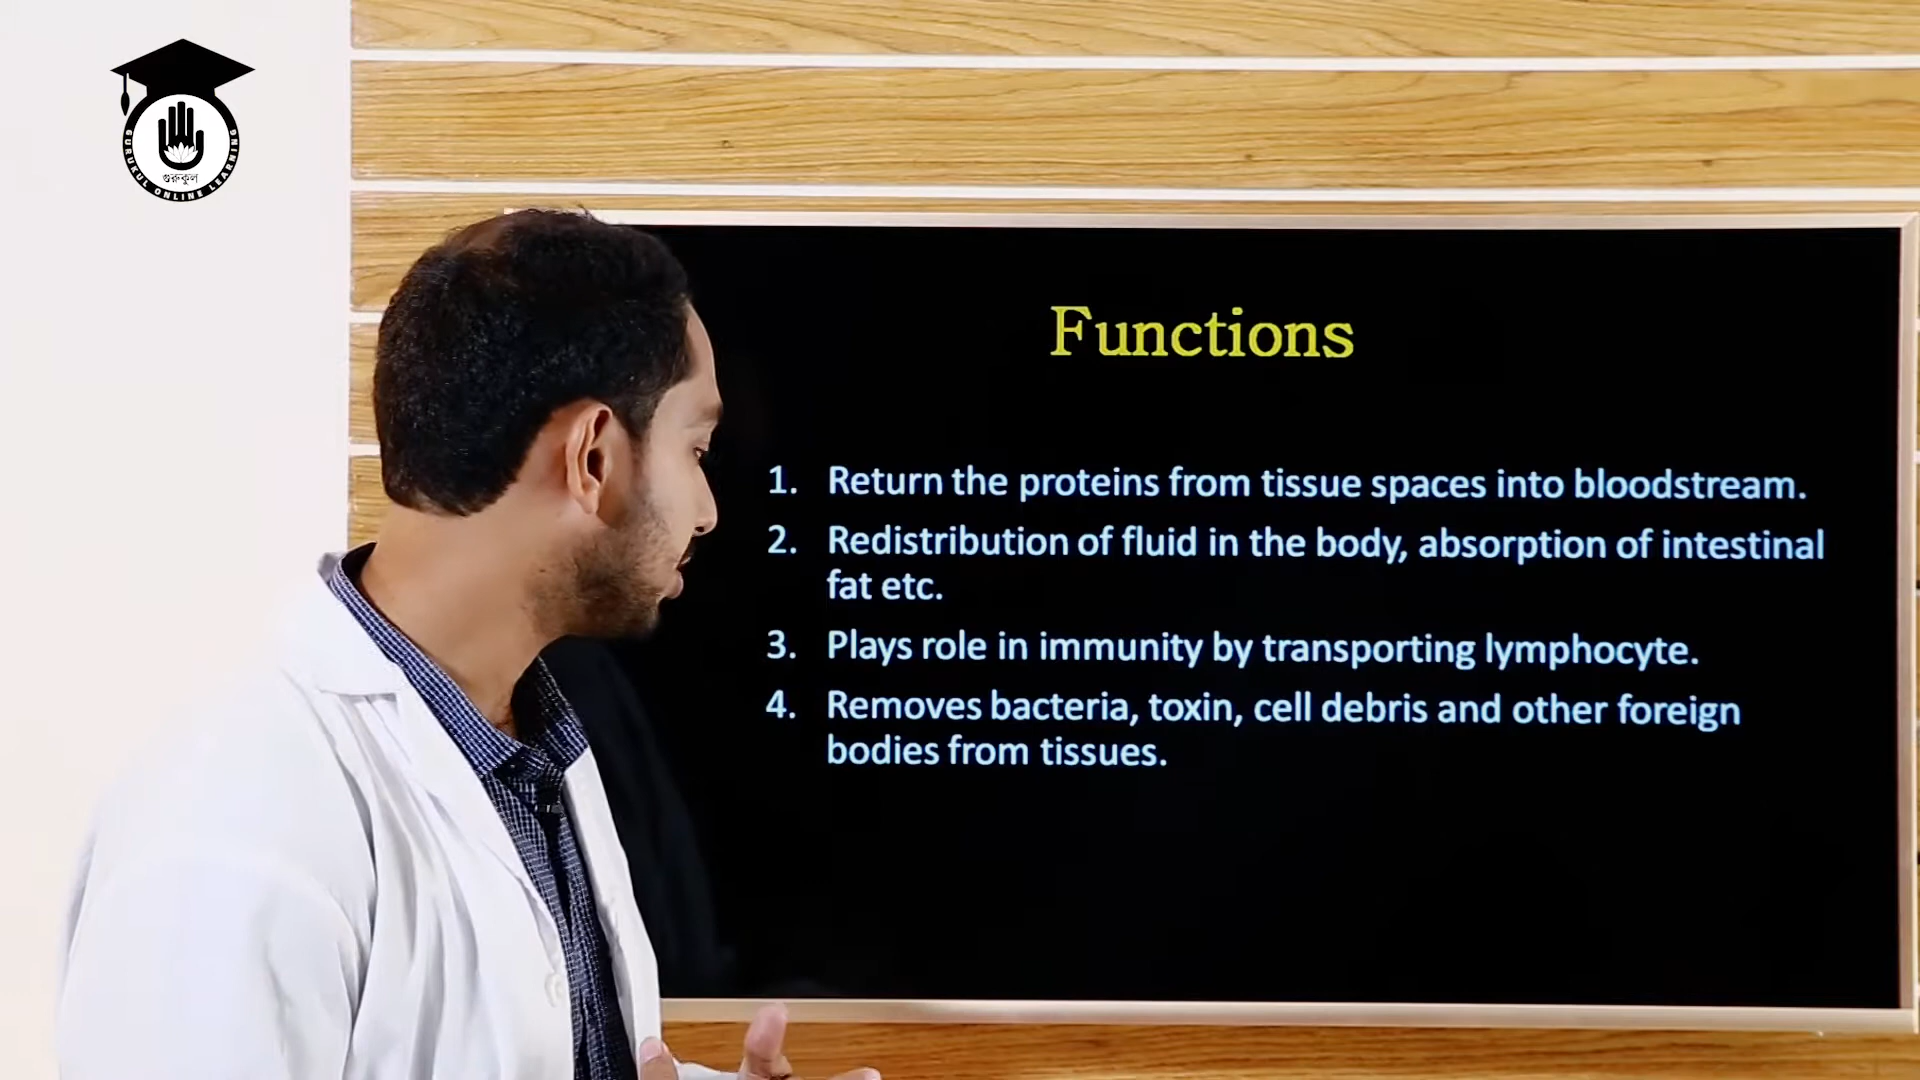 GURUKUL ONLINE LEARNING
গুরুকুল
Functions
1. Return the proteins from tissue spaces into bloodstream.
2. Redistribution of fluid in the body, absorption of intestinal
fat etc.
3. Plays role in immunity by transporting lymphocyte.
4. Removes bacteria, toxin, cell debris and other foreign
bodies from tissues.